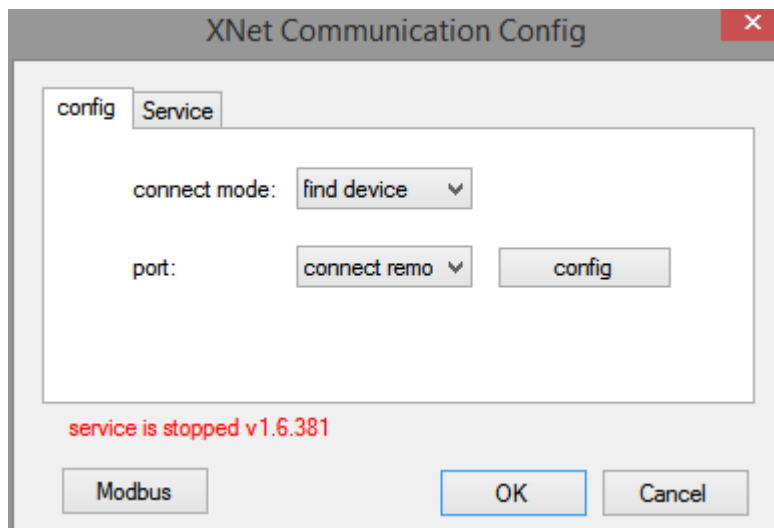 XNet Communication Config
config Service
connect mode: find device
port: connect remo config
service is stopped v1.6.381
Modbus OK Cancel